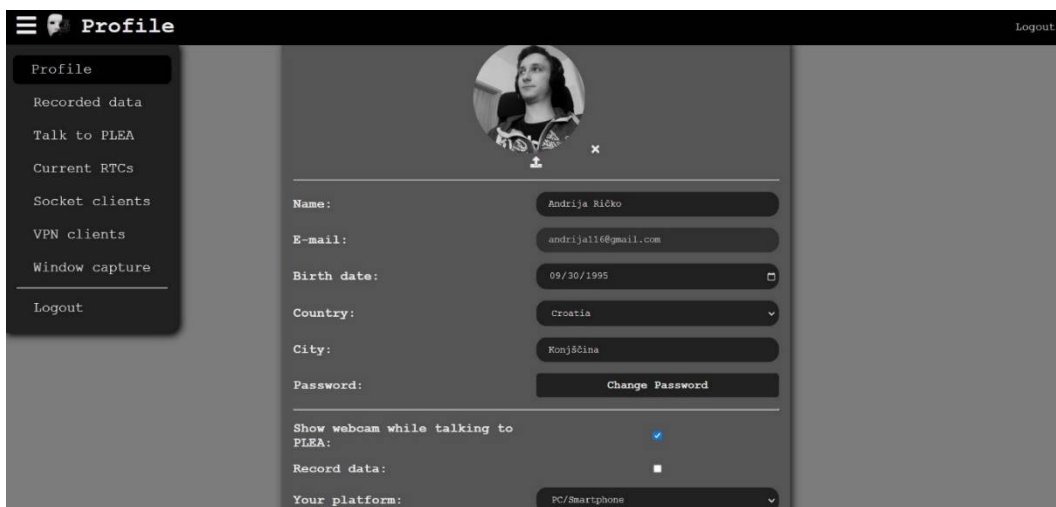 Profile
Logout
Profile
Recorded data
Talk to PLEA
Current RTCs
Socket clients
VPN clients
Window capture
Logout
Name: Andrija Ričko
E-mail: andrija116@gmail.com
Birth date: 09/30/1995
Country: Croatia
City: Konjščina
Password: Change Password
Show webcam while talking to
PLEA:
Record data:
Your platform: PC/Smartphone